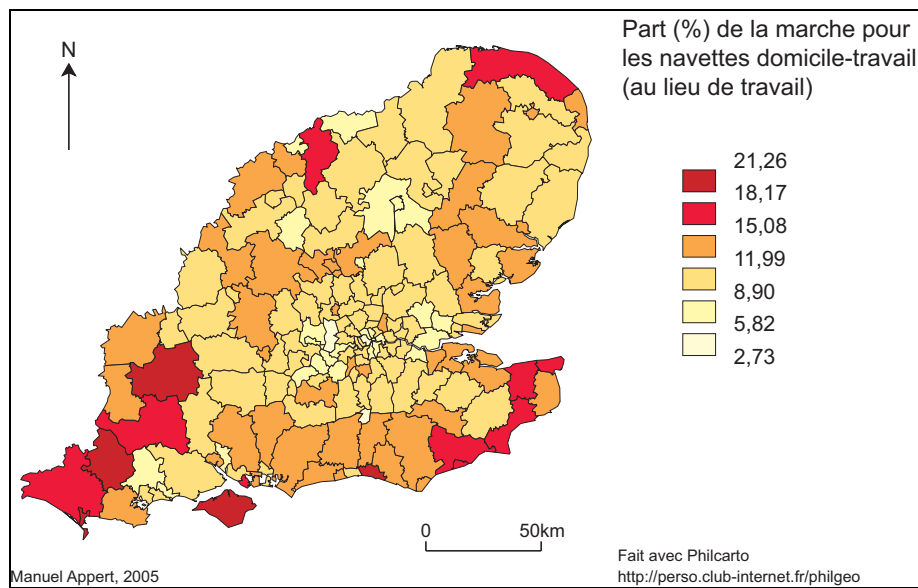 Part (%) de la marche pour
les navettes domicile-travail
(au lieu de travail)
N
21,26
18,17
15,08
11,99
8,90
5,82
2,73
0 50km
Manuel Appert, 2005
Fait avec Philcarto
http://perso.club-internet.fr/philgeo